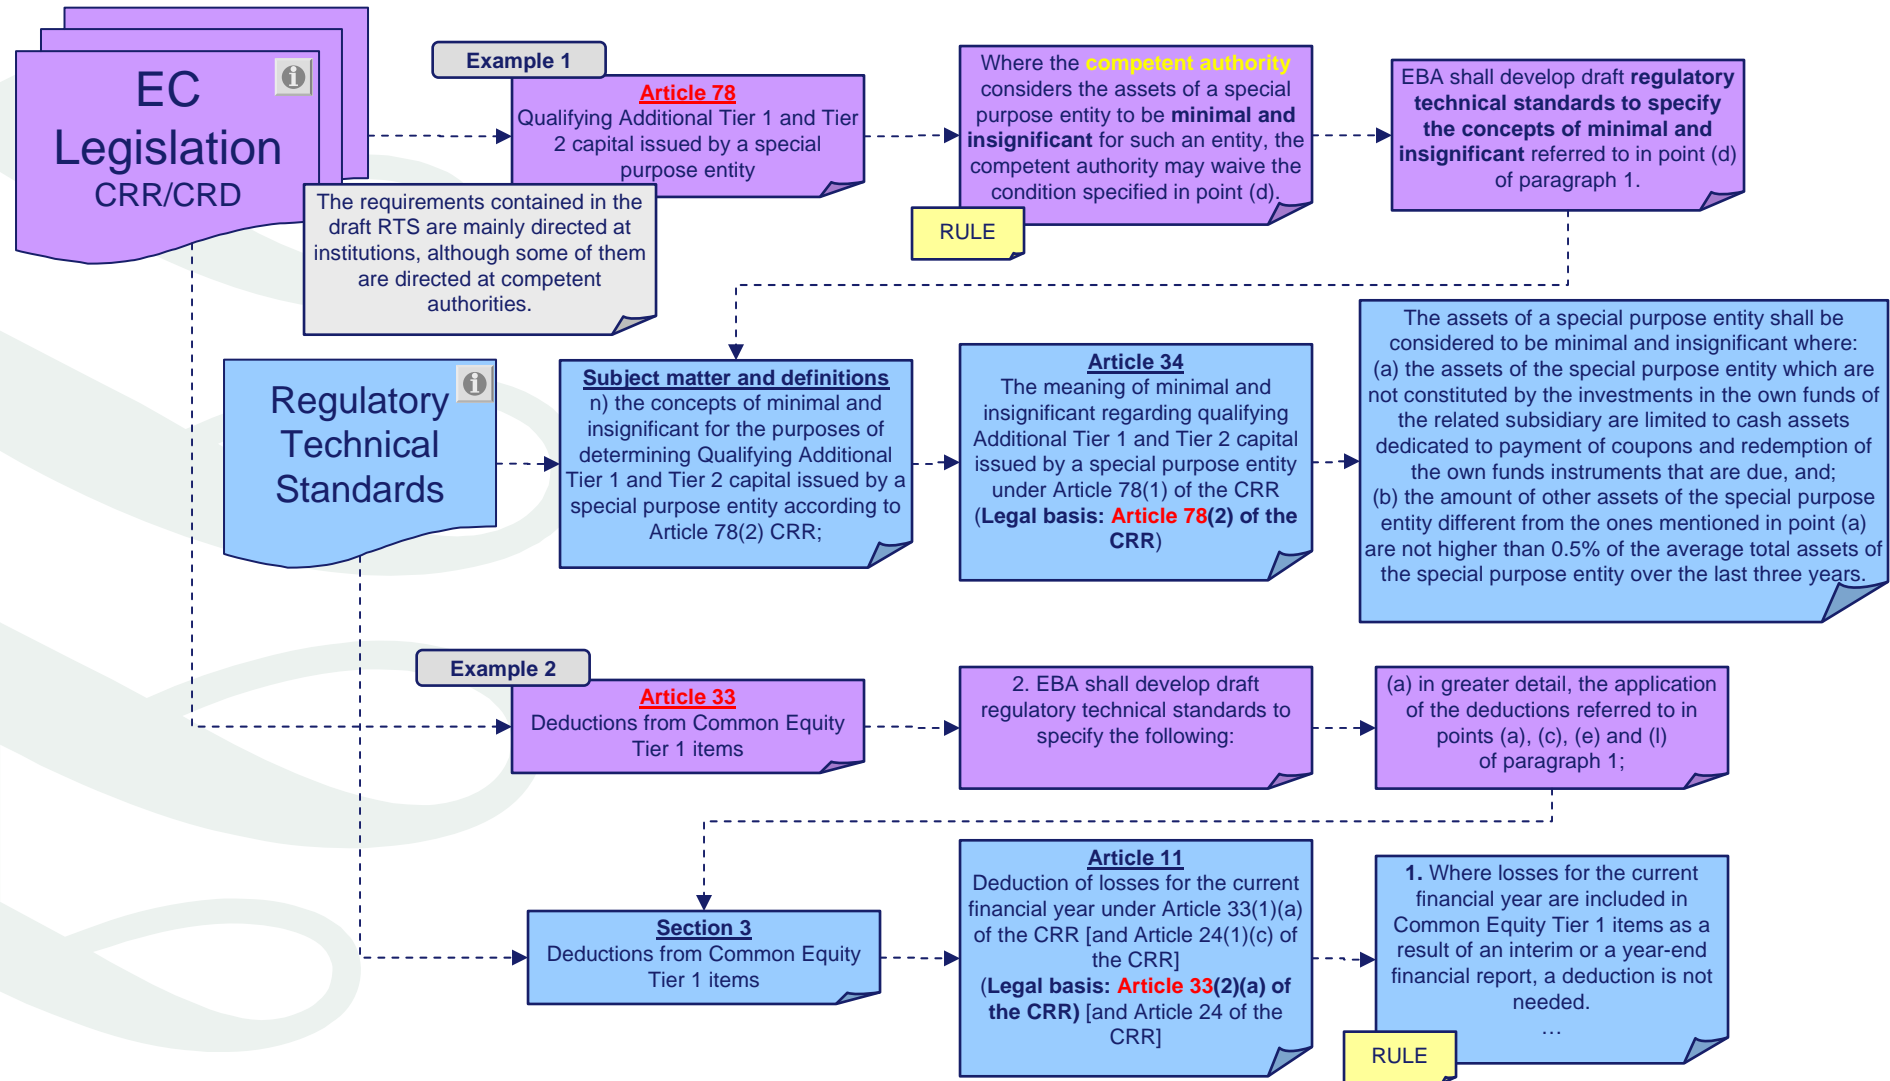 EC
Legislation
CRR/CRD
Example 1
Article 78
Qualifying Additional Tier 1 and Tier
2 capital issued by a special
purpose entity
Where the competent authority
considers the assets of a special
purpose entity to be minimal and
insignificant for such an entity, the
competent authority may waive the
condition specified in point (d).
RULE
EBA shall develop draft regulatory
technical standards to specify
the concepts of minimal and
insignificant referred to in point (d)
of paragraph 1.
The requirements contained in the
draft RTS are mainly directed at
institutions, although some of them
are directed at competent
authorities.
Regulatory
Technical
Standards
Subject matter and definitions
n) the concepts of minimal and
insignificant for the purposes of
determining Qualifying Additional
Tier 1 and Tier 2 capital issued by a
special purpose entity according to
Article 78(2) CRR;
Article 34
The meaning of minimal and
insignificant regarding qualifying
Additional Tier 1 and Tier 2 capital
issued by a special purpose entity
under Article 78(1) of the CRR
(Legal basis: Article 78(2) of the
CRR)
The assets of a special purpose entity shall be
considered to be minimal and insignificant where:
(a) the assets of the special purpose entity which are
not constituted by the investments in the own funds of
the related subsidiary are limited to cash assets
dedicated to payment of coupons and redemption of
the own funds instruments that are due, and;
(b) the amount of other assets of the special purpose
entity different from the ones mentioned in point (a)
are not higher than 0.5% of the average total assets of
the special purpose entity over the last three years.
Example 2
Article 33
Deductions from Common Equity
Tier 1 items
2. EBA shall develop draft
regulatory technical standards to
specify the following:
(a) in greater detail, the application
of the deductions referred to in
points (a), (c), (e) and (l)
of paragraph 1;
Section 3
Deductions from Common Equity
Tier 1 items
Article 11
Deduction of losses for the current
financial year under Article 33(1)(a)
of the CRR [and Article 24(1)(c) of
the CRR]
(Legal basis: Article 33(2)(a) of
the CRR) [and Article 24 of the
CRR]
1. Where losses for the current
financial year are included in
Common Equity Tier 1 items as a
result of an interim or a year-end
financial report, a deduction is not
needed.
…
RULE